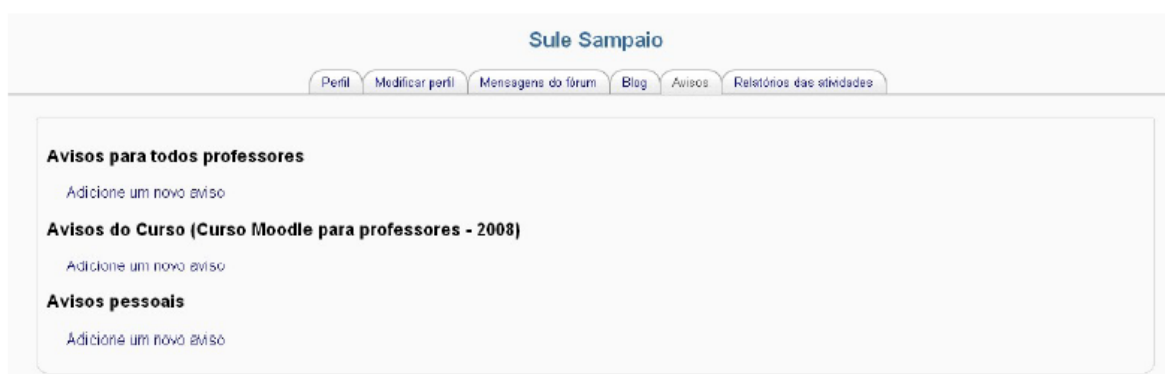 Sule Sampaio
Perfil Modificar perfil Mensagens do fórum Blog Avisos Relatórios das atividades
Avisos para todos professores
Adicione um novo aviso
Avisos do Curso (Curso Moodle para professores - 2008)
Adicione um novo aviso
Avisos pessoais
Adicione um novo aviso